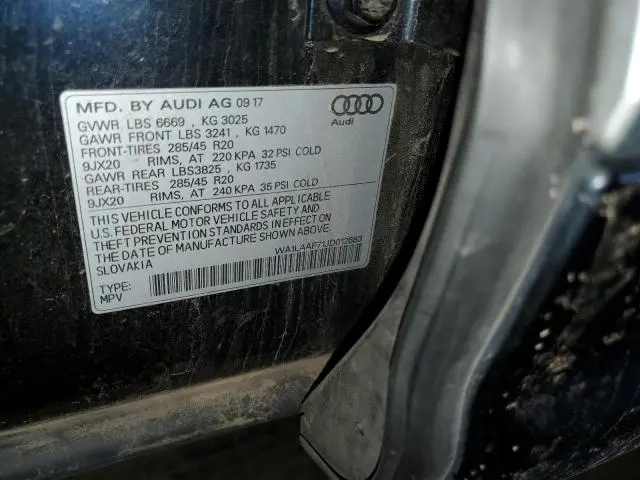 MFD. BY AUDI AG 09 17
GVWR LBS 6669 , KG 3025
GAWR FRONT LBS 3241 , KG 1470
FRONT-TIRES 285/45 R20
9JX20 RIMS, AT 220 KPA 32 PSI COLD
GAWR REAR LBS3825 , KG 1735
REAR-TIRES 285/45 R20
9JX20 RIMS, AT 240 KPA 35 PSI COLD
Audi
THIS VEHICLE CONFORMS TO ALL APPLICABLE
U.S. FEDERAL MOTOR VEHICLE SAFETY AND
THEFT PREVENTION STANDARDS IN EFFECT ON
THE DATE OF MANUFACTURE SHOWN ABOVE.
SLOVAKIA
WA1LAAF71JD012683
TYPE:
MPV